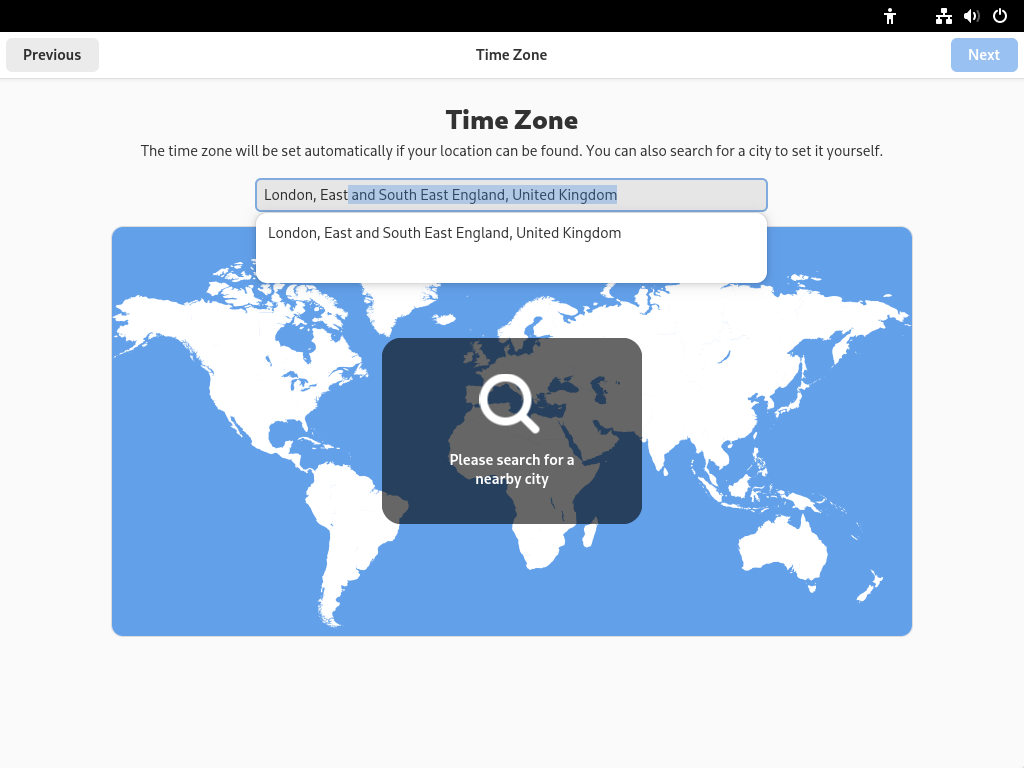 Previous
Time Zone
Next
Time Zone
The time zone will be set automatically if your location can be found. You can also search for a city to set it yourself.
London, East and South East England, United Kingdom
London, East and South East England, United Kingdom
Please search for a
nearby city